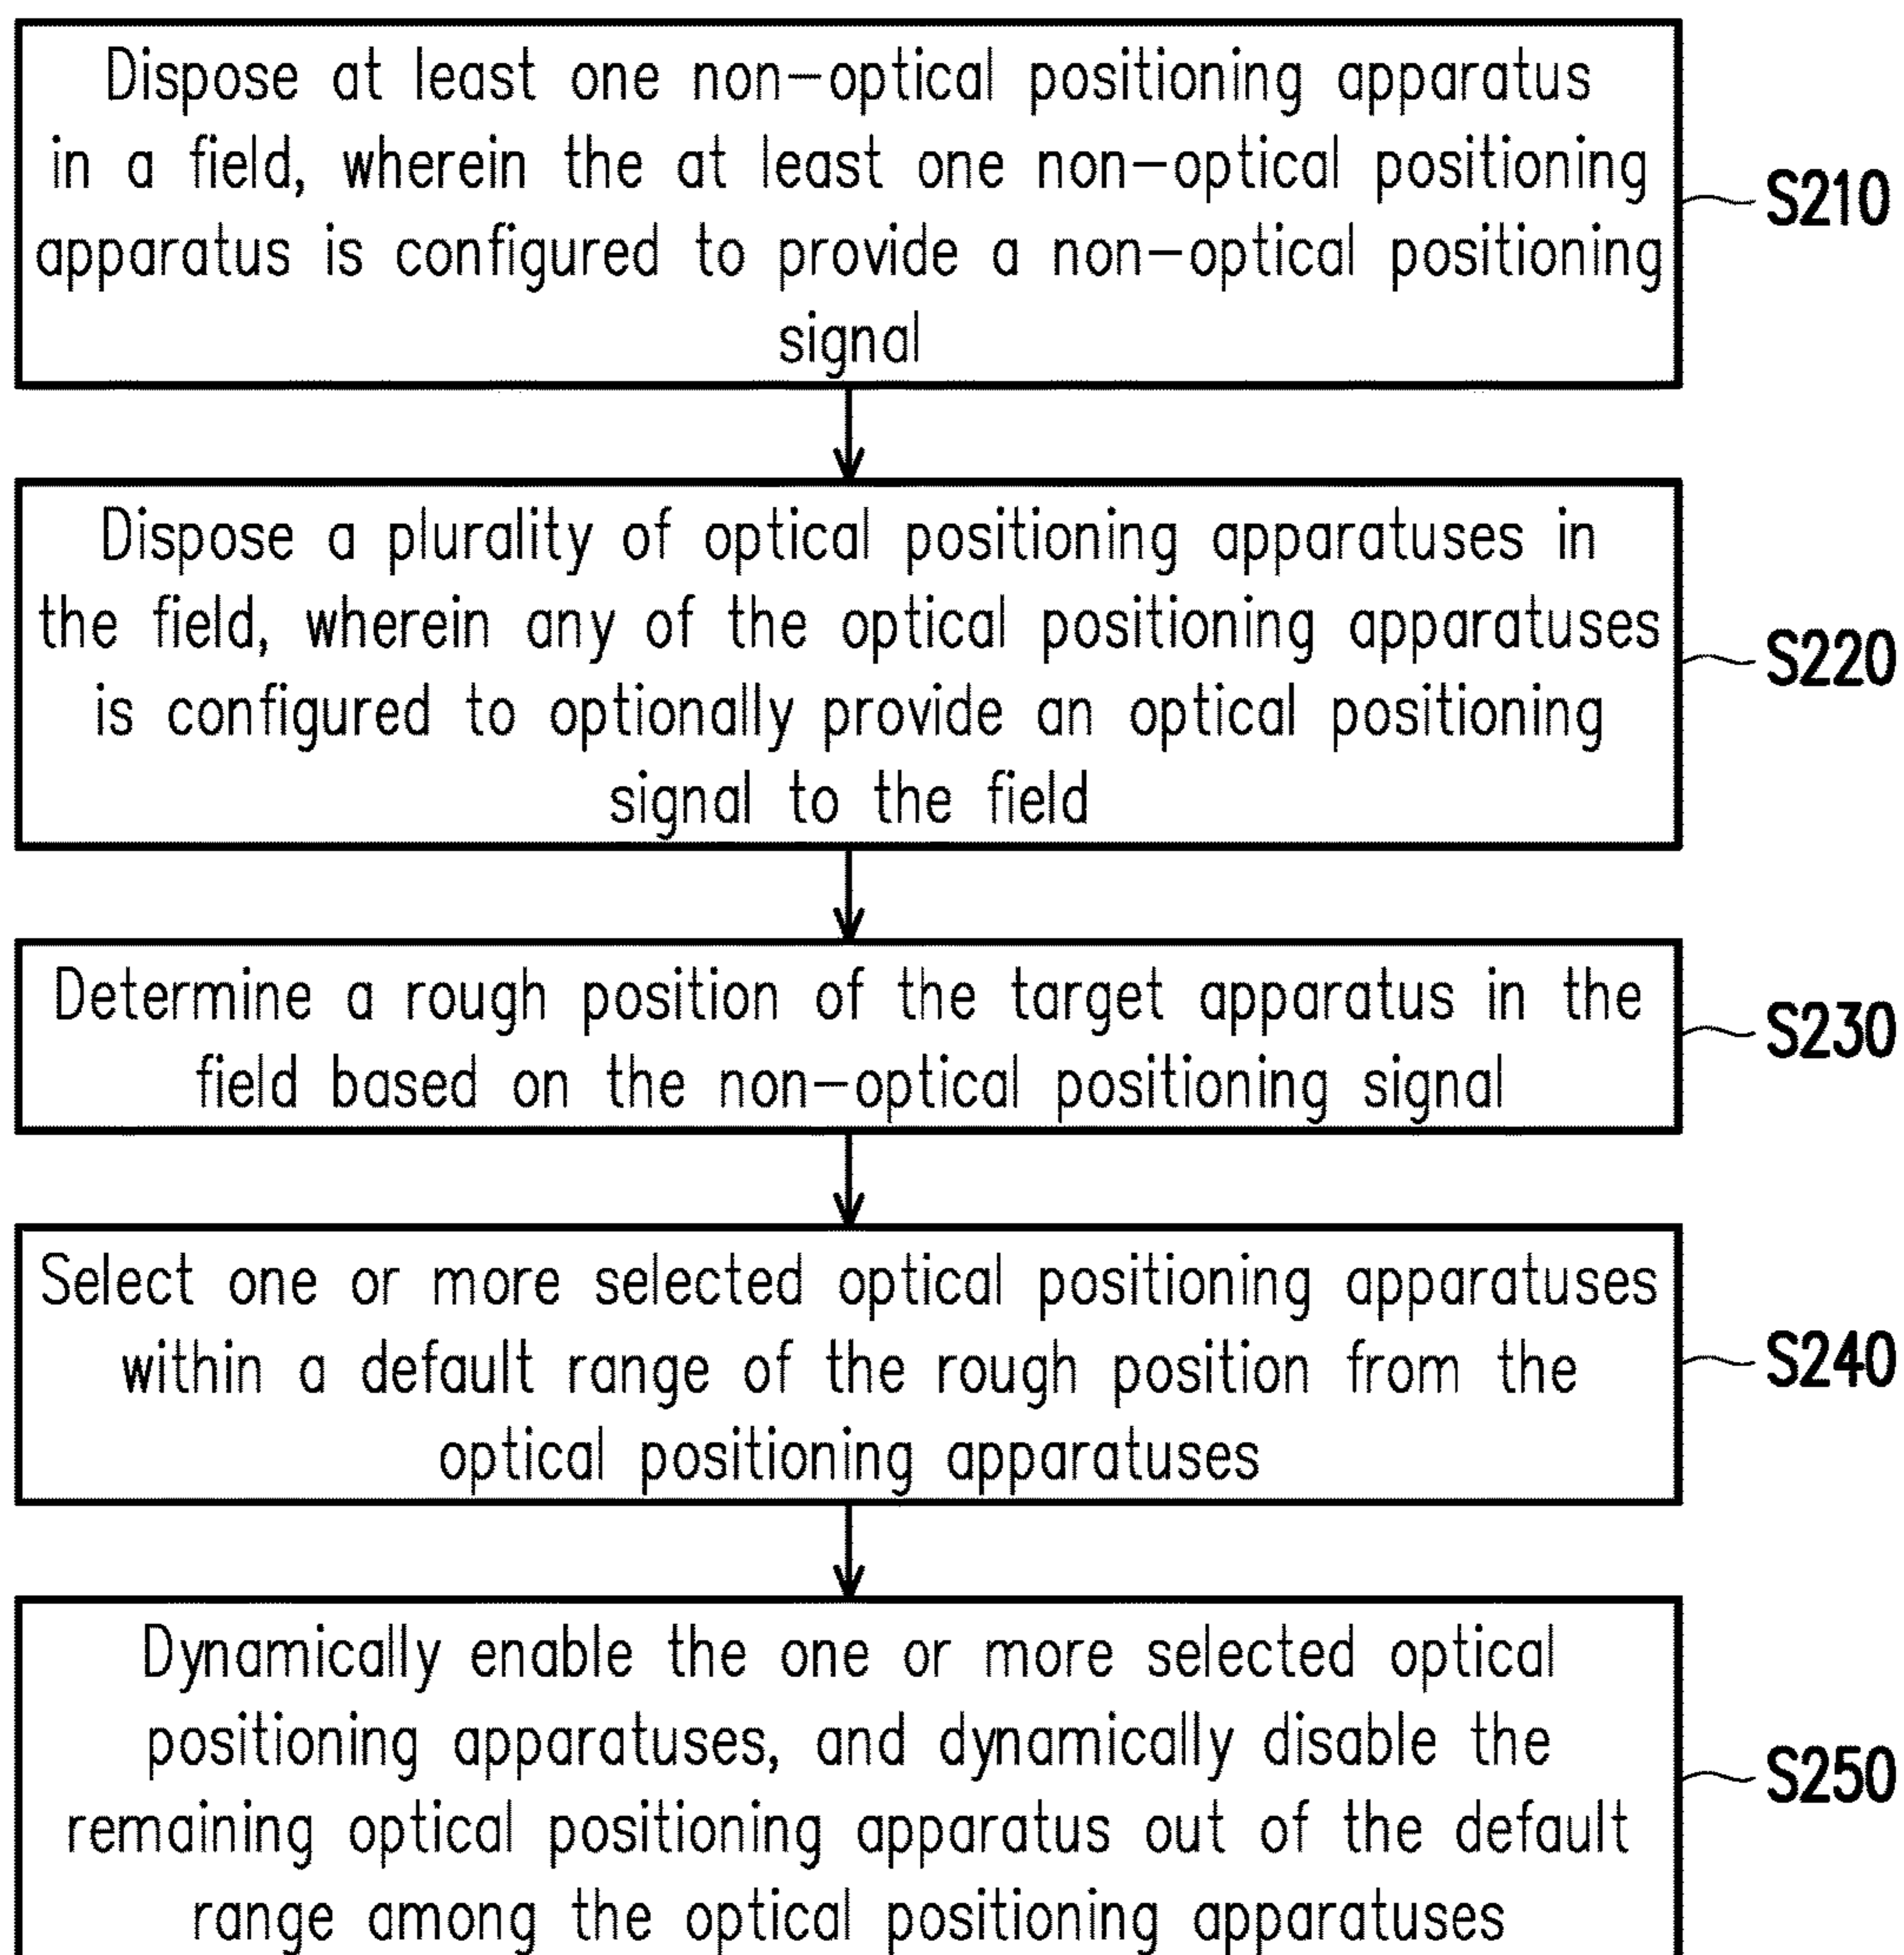 Dispose at least one non-optical positioning apparatus
in a field, wherein the at least one non-optical positioning
apparatus is configured to provide a non-optical positioning
signal
S210
Dispose a plurality of optical positioning apparatuses in
the field, wherein any of the optical positioning apparatuses
is configured to optionally provide an optical positioning
signal to the field
S220
Determine a rough position of the target apparatus in the
field based on the non-optical positioning signal
S230
Select one or more selected optical positioning apparatuses
within a default range of the rough position from the
optical positioning apparatuses
S240
Dynamically enable the one or more selected optical
positioning apparatuses, and dynamically disable the
remaining optical positioning apparatus out of the default
range among the optical positioning apparatuses
S250